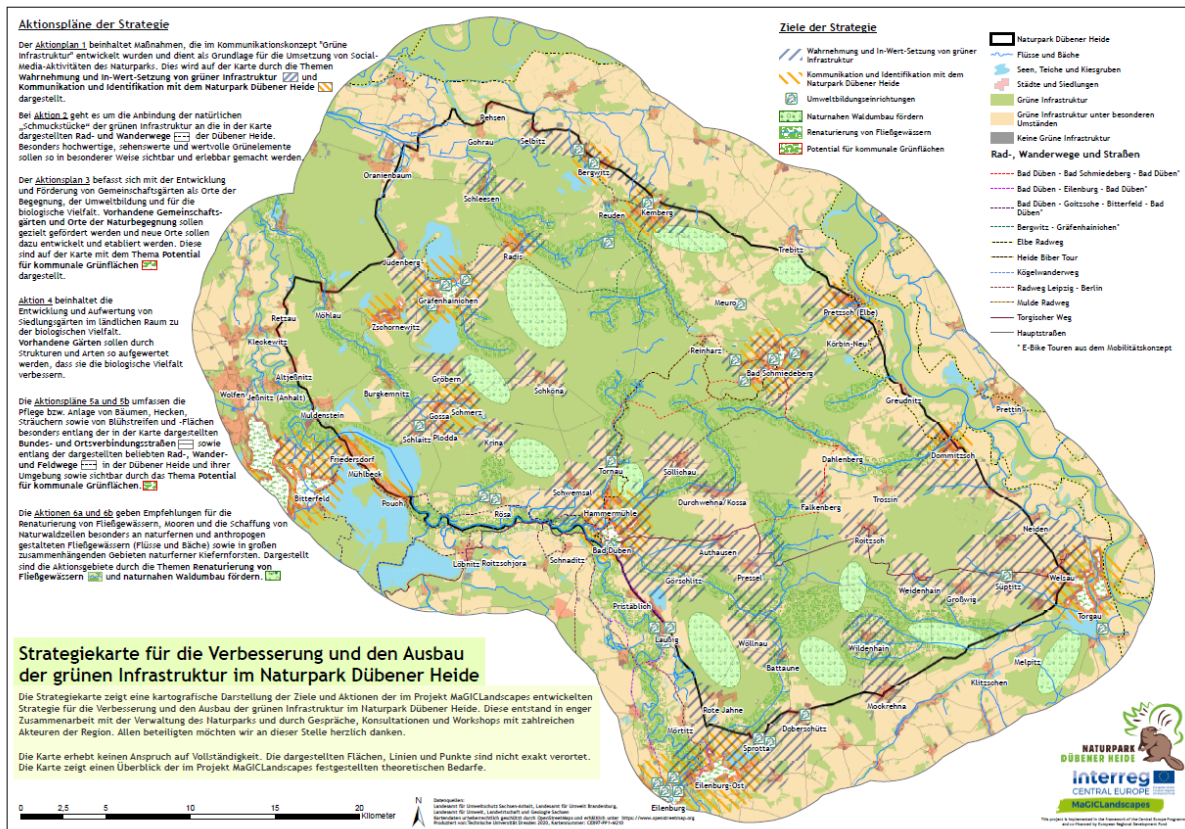 Aktionspläne der Strategie
Der Aktionplan 1 beinhaltet Maßnahmen, die im Kommunikationskonzept "Grüne
Infrastruktur" entwickelt wurden und dient als Grundlage für die Umsetzung von Social-
Media-Aktivitäten des Naturparks. Dies wird auf der Karte durch die Themen
Wahrnehmung und In-Wert-Setzung von grüner Infrastruktur und
Kommunikation und Identifikation mit dem Naturpark Dübener Heide
dargestellt.
Bei Aktion 2 geht es um die Anbindung der natürlichen
„Schmuckstücke“ der grünen Infrastruktur an die in der Karte
dargestellten Rad- und Wanderwege der Dübener Heide.
Besonders hochwertige, sehenswerte und wertvolle Grünelemente
sollen so in besonderer Weise sichtbar und erlebbar gemacht werden.
Der Aktionsplan 3 befasst sich mit der Entwicklung
und Förderung von Gemeinschaftsgärten als Orte der
Begegnung, der Umweltbildung und für die
biologische Vielfalt. Vorhandene Gemeinschafts-
gärten und Orte der Naturbegegnung sollen
gezielt gefördert werden und neue Orte sollen
dazu entwickelt und etabliert werden. Diese
sind auf der Karte mit dem Thema Potential
für kommunale Grünflächen
dargestellt.
Aktion 4 beinhaltet die
Entwicklung und Aufwertung von
Siedlungsgärten im ländlichen Raum zu
der biologischen Vielfalt.
Vorhandene Gärten sollen durch
Strukturen und Arten so aufgewertet
werden, dass sie die biologische Vielfalt
verbessern.
Die Aktionspläne 5a und 5b umfassen die
Pflege bzw. Anlage von Bäumen, Hecken,
Sträuchern sowie von Blühstreifen und -Flächen
besonders entlang der in der Karte dargestellten
Bundes- und Ortsverbindungsstraßen sowie
entlang der dargestellten beliebten Rad-, Wander-
und Feldwege in der Dübener Heide und ihrer
Umgebung sowie sichtbar durch das Thema Potential
für kommunale Grünflächen.
Die Aktionen 6a und 6b geben Empfehlungen für die
Renaturierung von Fließgewässern, Mooren und die Schaffung von
Naturwaldzellen besonders an naturfernen und anthropogen
gestalteten Fließgewässern (Flüsse und Bäche) sowie in großen
zusammenhängenden Gebieten naturferner Kiefernforsten. Dargestellt
sind die Aktionsgebiete durch die Themen Renaturierung von
Fließgewässern und naturnahen Waldumbau fördern.
Ziele der Strategie
Wahrnehmung und In-Wert-Setzung von grüner
Infrastruktur
Kommunikation und Identifikation mit dem
Naturpark Dübener Heide
Umweltbildungseinrichtungen
Naturnahen Waldumbau fördern
Renaturierung von Fließgewässern
Potential für kommunale Grünflächen
Naturpark Dübener Heide
Flüsse und Bäche
Seen, Teiche und Kiesgruben
Städte und Siedlungen
Grüne Infrastruktur
Grüne Infrastruktur unter besonderen
Umständen
Keine Grüne Infrastruktur
Rad-, Wanderwege und Straßen
Bad Düben - Bad Schmiedeberg - Bad Düben*
Bad Düben - Eilenburg - Bad Düben*
Bad Düben - Goitzsche - Bitterfeld - Bad
Düben*
Bergwitz - Gräfenhainichen*
Elbe Radweg
Heide Biber Tour
Kögelwanderweg
Radweg Leipzig - Berlin
Mulde Radweg
Torgischer Weg
Hauptstraßen
* E-Bike Touren aus dem Mobilitätskonzept
Rehsen
Gohrau
Selbitz
Oranienbaum
Bergwitz
Schleesen
Reuden
Kemberg
Radis
Trebitz
Judenberg
Gräfenhainichen
Meuro
Retzau
Möhlau
Zschornewitz
Pretzsch (Elbe)
Kleckewitz
Körbin-Neu
Reinharz
Bad Schmiedeberg
Altjeßnitz
Gröbern
Burgkemnitz
Sohköna
Wolfen
Jeßnitz (Anhalt)
Greudnitz
Prettin
Muldenstein
Gossa
Schmerz
Schlaitz
Plodda
Krina
Friedersdorf
Mühlbeck
Dommitzsch
Tornau
Söllichau
Dahlenberg
Bitterfeld
Pouch
Schwemsal
Durchwehna/Kossa
Trossin
Rösa
Hammermühle
Falkenberg
Neiden
Bad Düben
Authausen
Roitzsch
Löbnitz
Roitzschjora
Schnaditz
Görschlitz
Pressel
Süptitz
Welsau
Weidenhain
Großwig
Pristäblich
Torgau
Laußig
Wöllnau
Wildenhain
Battaune
Melpitz
Klitzschen
Rote Jahne
Mockrehna
Doberschütz
Mörtitz
Sprotta
Eilenburg-Ost
Eilenburg
Strategiekarte für die Verbesserung und den Ausbau
der grünen Infrastruktur im Naturpark Dübener Heide
Die Strategiekarte zeigt eine kartografische Darstellung der Ziele und Aktionen der im Projekt MaGICLandscapes entwickelten
Strategie für die Verbesserung und den Ausbau der grünen Infrastruktur im Naturpark Dübener Heide. Diese entstand in enger
Zusammenarbeit mit der Verwaltung des Naturparks und durch Gespräche, Konsultationen und Workshops mit zahlreichen
Akteuren der Region. Allen beteiligten möchten wir an dieser Stelle herzlich danken.
Die Karte erhebt keinen Anspruch auf Vollständigkeit. Die dargestellten Flächen, Linien und Punkte sind nicht exakt verortet.
Die Karte zeigt einen Überblick der im Projekt MaGICLandscapes festgestellten theoretischen Bedarfe.
0 2,5 5 10 15 20
Kilometer
N
Datenquellen:
Landesamt für Umweltschutz Sachsen-Anhalt, Landesamt für Umwelt Brandenburg,
Landesamt für Umwelt, Landwirtschaft und Geologie Sachsen
NATURPARK
DÜBENER HEIDE
Interreg
CENTRAL EUROPE
MaGICLandscapes